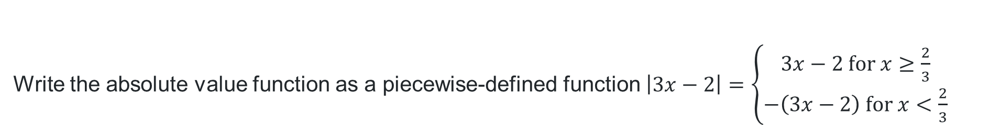 Write the absolute value function as a piecewise-defined function |3x − 2| = { 3x − 2 for x ≥ 2/3
−(3x − 2) for x < 2/3